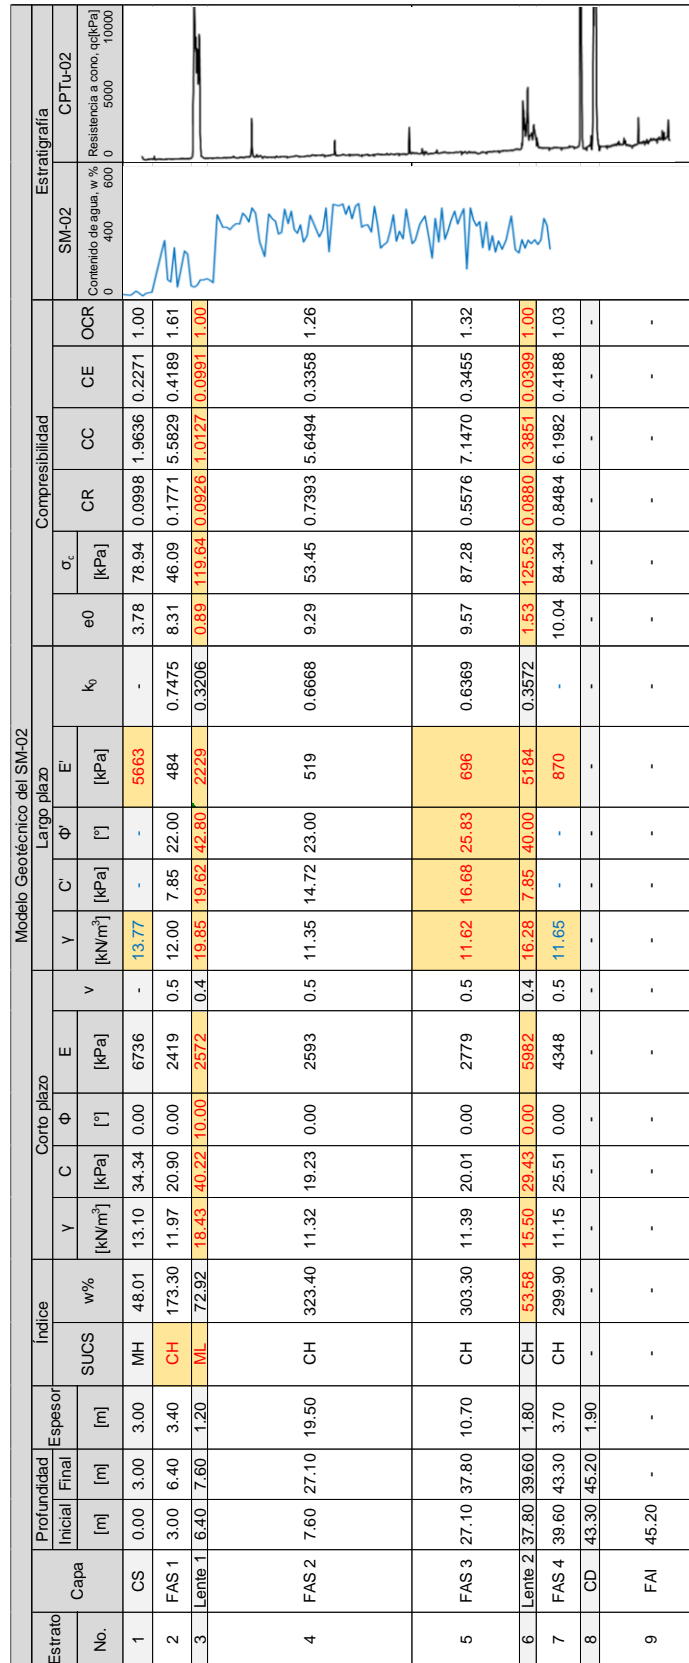 Modelo Geotécnico del SM-02
Estrato Capa Profundidad Espesor Índice Corto plazo Largo plazo Compresibilidad Estratigrafía
No. Inicial Final SUCS w% γ C Φ E v γ C' Φ' E' k0 e0 σc CR CC CE OCR SM-02 CPTu-02
[m] [m] [m] [kN/m³] [kPa] [°] [kPa] [kN/m³] [kPa] [°] [kPa] [kPa] Contenido de agua, w % Resistencia a cono, qc[kPa]
0 400 600 0 5000 10000
1 CS 0.00 3.00 3.00 MH 48.01 13.10 34.34 0.00 6736 - 13.77 - - 5663 - 3.78 78.94 0.0998 1.9636 0.2271 1.00
2 FAS 1 3.00 6.40 3.40 CH 173.30 11.97 20.90 0.00 2419 0.5 12.00 7.85 22.00 484 0.7475 8.31 46.09 0.1771 5.5829 0.4189 1.61
3 Lente 1 6.40 7.60 1.20 ML 72.92 18.43 40.22 10.00 2572 0.4 19.85 19.62 42.80 2229 0.3206 0.89 119.64 0.0926 1.0127 0.0991 1.00
4 FAS 2 7.60 27.10 19.50 CH 323.40 11.32 19.23 0.00 2593 0.5 11.35 14.72 23.00 519 0.6668 9.29 53.45 0.7393 5.6494 0.3358 1.26
5 FAS 3 27.10 37.80 10.70 CH 303.30 11.39 20.01 0.00 2779 0.5 11.62 16.68 25.83 696 0.6369 9.57 87.28 0.5576 7.1470 0.3455 1.32
6 Lente 2 37.80 39.60 1.80 CH 53.58 15.50 29.43 0.00 5982 0.4 16.28 7.85 40.00 5184 0.3572 1.53 125.53 0.0880 0.3851 0.0399 1.00
7 FAS 4 39.60 43.30 3.70 CH 299.90 11.15 25.51 0.00 4348 0.5 11.65 - - 870 - 10.04 84.34 0.8484 6.1982 0.4188 1.03
8 CD 43.30 45.20 1.90 - - - - - - - - - - - - - - - - - -
9 FAI 45.20 - - - - - - - - - - - - - - - - - - - -